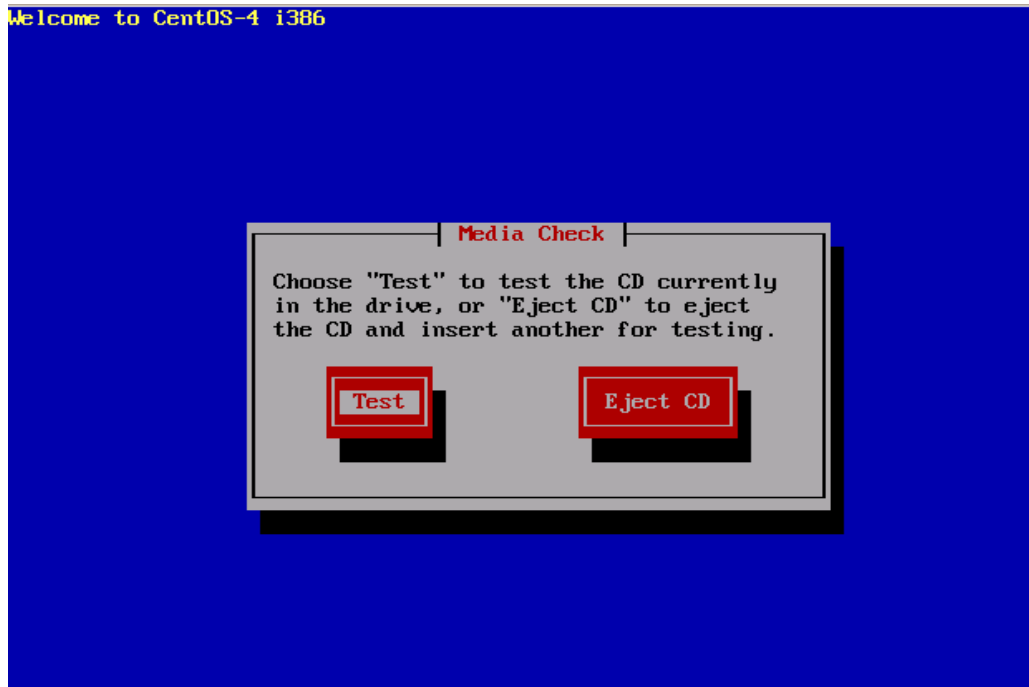 Welcome to CentOS-4 i386
Media Check
Choose "Test" to test the CD currently
in the drive, or "Eject CD" to eject
the CD and insert another for testing.
Test
Eject CD